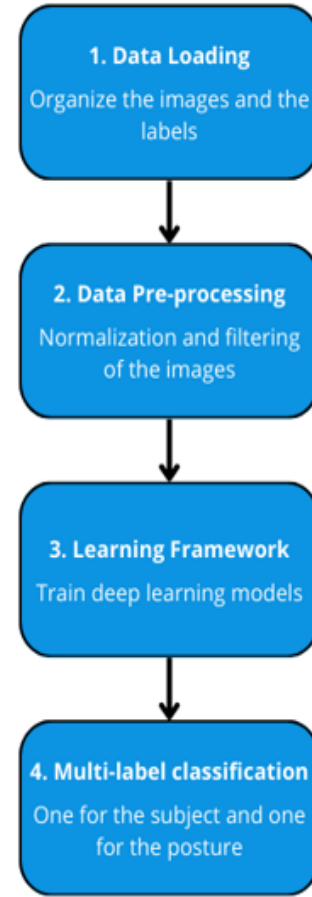 1. Data Loading
Organize the images and the
labels
2. Data Pre-processing
Normalization and filtering
of the images
3. Learning Framework
Train deep learning models
4. Multi-label classification
One for the subject and one
for the posture